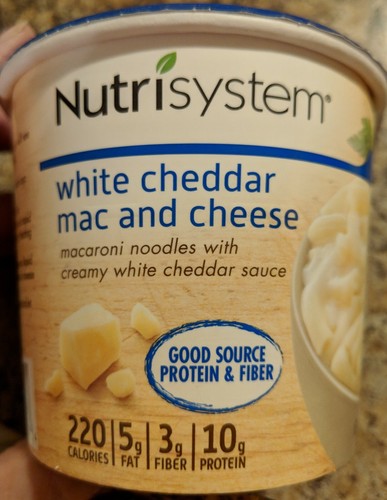 Nutrisystem®
white cheddar
mac and cheese
macaroni noodles with
creamy white cheddar sauce
GOOD SOURCE
PROTEIN & FIBER
220 CALORIES | 5g FAT | 3g FIBER | 10g PROTEIN